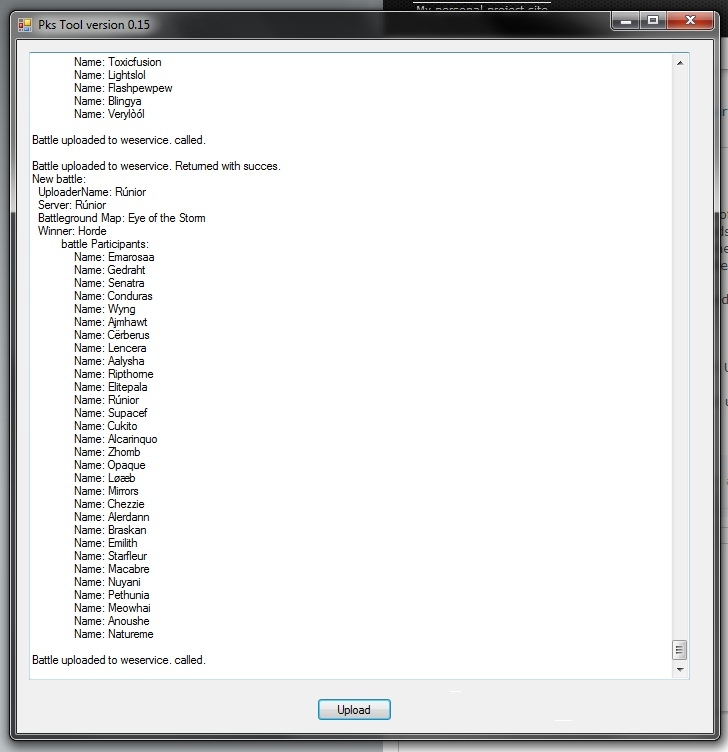 My personal project site
Pks Tool version 0.15
Name: Toxicfusion
Name: Lightslol
Name: Flashpewpew
Name: Blingya
Name: Verylòól
Battle uploaded to weservice. called.
Battle uploaded to weservice. Returned with succes.
New battle:
UploaderName: Rúnior
Server: Rúnior
Battleground Map: Eye of the Storm
Winner: Horde
battle Participants:
Name: Emarosaa
Name: Gedraht
Name: Senatra
Name: Conduras
Name: Wyng
Name: Ajmhawt
Name: Cërberus
Name: Lencera
Name: Aalysha
Name: Ripthorne
Name: Elitepala
Name: Rúnior
Name: Supacef
Name: Cukito
Name: Alcarinquo
Name: Zhomb
Name: Opaque
Name: Løæb
Name: Mirrors
Name: Chezzie
Name: Alerdann
Name: Braskan
Name: Emilith
Name: Starfleur
Name: Macabre
Name: Nuyani
Name: Pethunia
Name: Meowhai
Name: Anoushe
Name: Natureme
Battle uploaded to weservice. called.
Upload